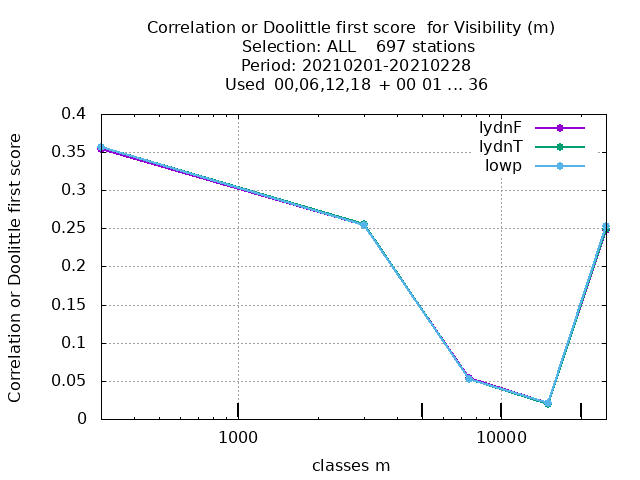 Correlation or Doolittle first score  for Visibility (m)
Selection: ALL    697 stations
Period: 20210201-20210228
Used  00,06,12,18  + 00 01 ... 36
Correlation or Doolittle first score
0.4
0.35
0.3
0.25
0.2
0.15
0.1
0.05
0
lydnF
lydnT
lowp
1000
10000
classes m